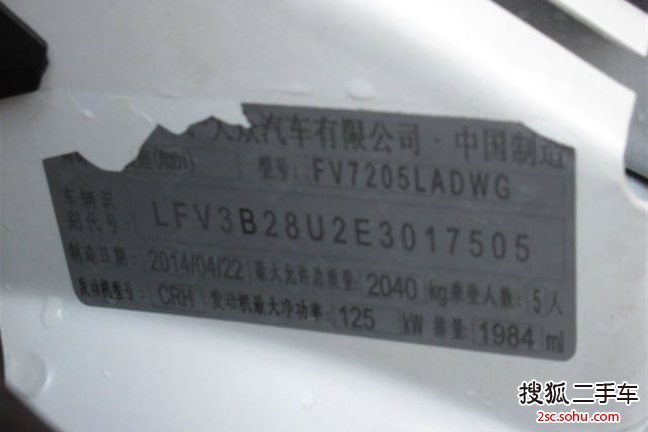 大众汽车有限公司·中国制造
(Audi) 型号: FV7205LADWG
车辆识
别代号: LFV3B28U2E3017505
制造日期: 2014/04/22 最大允许总质量: 2040 kg 乘坐人数: 5 人
发动机型号: CRH 发动机最大净功率: 125 kW 排量: 1984 ml
搜狐二手车
2sc.sohu.com